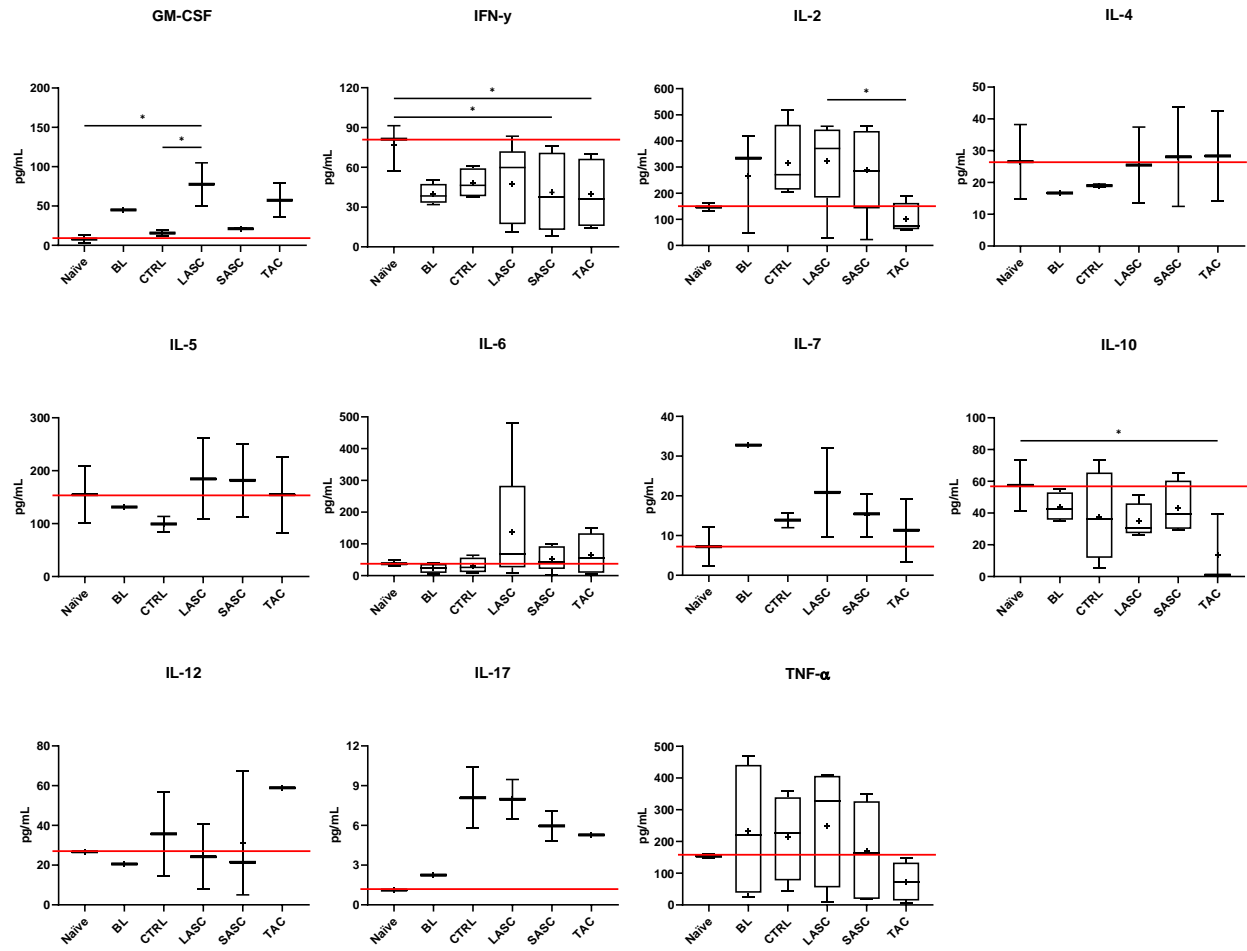 GM-CSF
IFN-y
IL-2
IL-4
200
150
100
50
0
pg/mL
*
*
Naïve
BL
CTRL
LASC
SASC
TAC
120
90
60
30
0
pg/mL
*
*
Naïve
BL
CTRL
LASC
SASC
TAC
600
500
400
300
200
100
0
pg/mL
*
Naïve
BL
CTRL
LASC
SASC
TAC
50
40
30
20
10
0
pg/mL
Naïve
BL
CTRL
LASC
SASC
TAC
IL-5
IL-6
IL-7
IL-10
300
200
100
0
pg/mL
Naïve
BL
CTRL
LASC
SASC
TAC
500
400
300
200
100
0
pg/mL
Naïve
BL
CTRL
LASC
SASC
TAC
40
30
20
10
0
pg/mL
Naïve
BL
CTRL
LASC
SASC
TAC
100
80
60
40
20
0
pg/mL
*
Naïve
BL
CTRL
LASC
SASC
TAC
IL-12
IL-17
TNF-α
80
60
40
20
0
pg/mL
Naïve
BL
CTRL
LASC
SASC
TAC
12
9
6
3
0
pg/mL
Naïve
BL
CTRL
LASC
SASC
TAC
500
400
300
200
100
0
pg/mL
Naïve
BL
CTRL
LASC
SASC
TAC